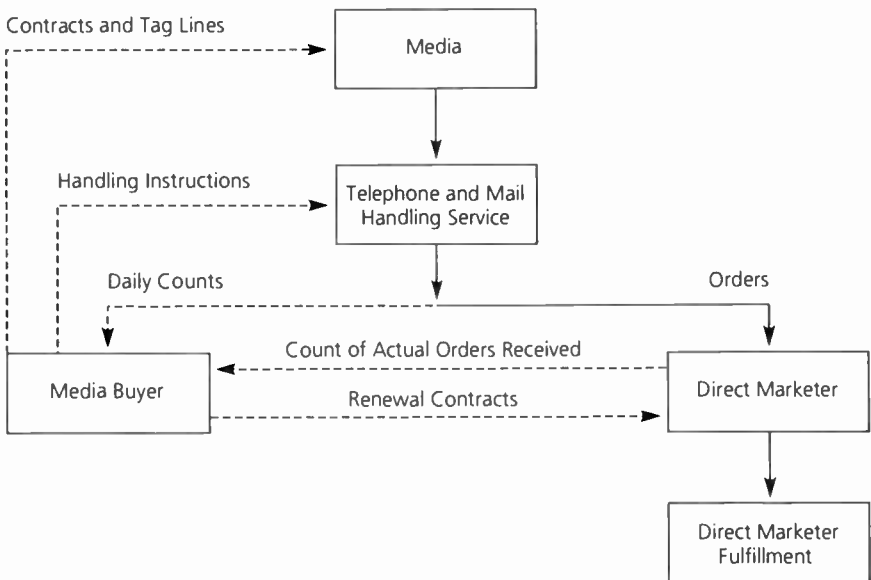 Contracts and Tag Lines
Media
Handling Instructions
Telephone and Mail
Handling Service
Daily Counts
Orders
Count of Actual Orders Received
Media Buyer
Direct Marketer
Renewal Contracts
Direct Marketer
Fulfillment